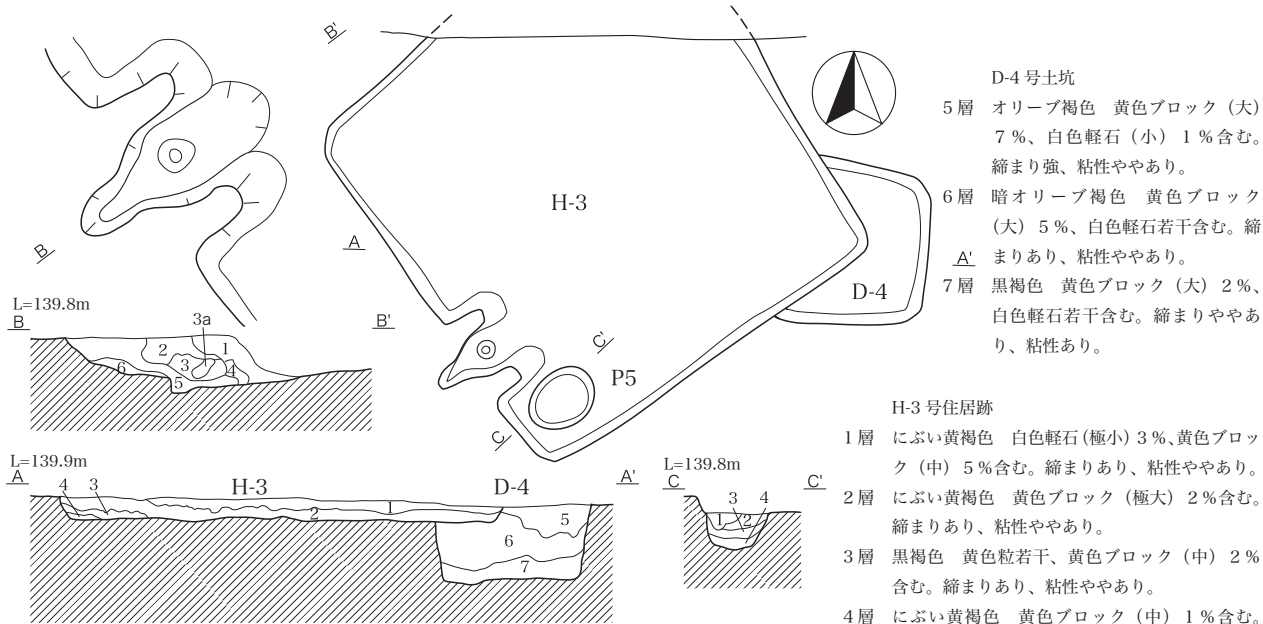 B'
B
L=139.8m
B
B'
3a
2
1
3
4
6
5
H-3
A
A'
D-4
C'
P5
C
L=139.9m
A
A'
H-3
D-4
4
3
2
1
5
6
7
L=139.8m
C
C'
3
4
1
2
D-4 号土坑
5層 オリーブ褐色 黄色ブロック（大）
7％、白色軽石（小）1％含む。
締まり強、粘性ややあり。
6層 暗オリーブ褐色 黄色ブロック
（大）5％、白色軽石若干含む。締
まりあり、粘性ややあり。
7層 黒褐色 黄色ブロック（大）2％、
白色軽石若干含む。締まりややあ
り、粘性あり。
H-3 号住居跡
1層 にぶい黄褐色 白色軽石（極小）3％、黄色ブロッ
ク（中）5％含む。締まりあり、粘性ややあり。
2層 にぶい黄褐色 黄色ブロック（極大）2％含む。
締まりあり、粘性ややあり。
3層 黒褐色 黄色粒若干、黄色ブロック（中）2％
含む。締まりあり、粘性ややあり。
4層 にぶい黄褐色 黄色ブロック（中）1％含む。